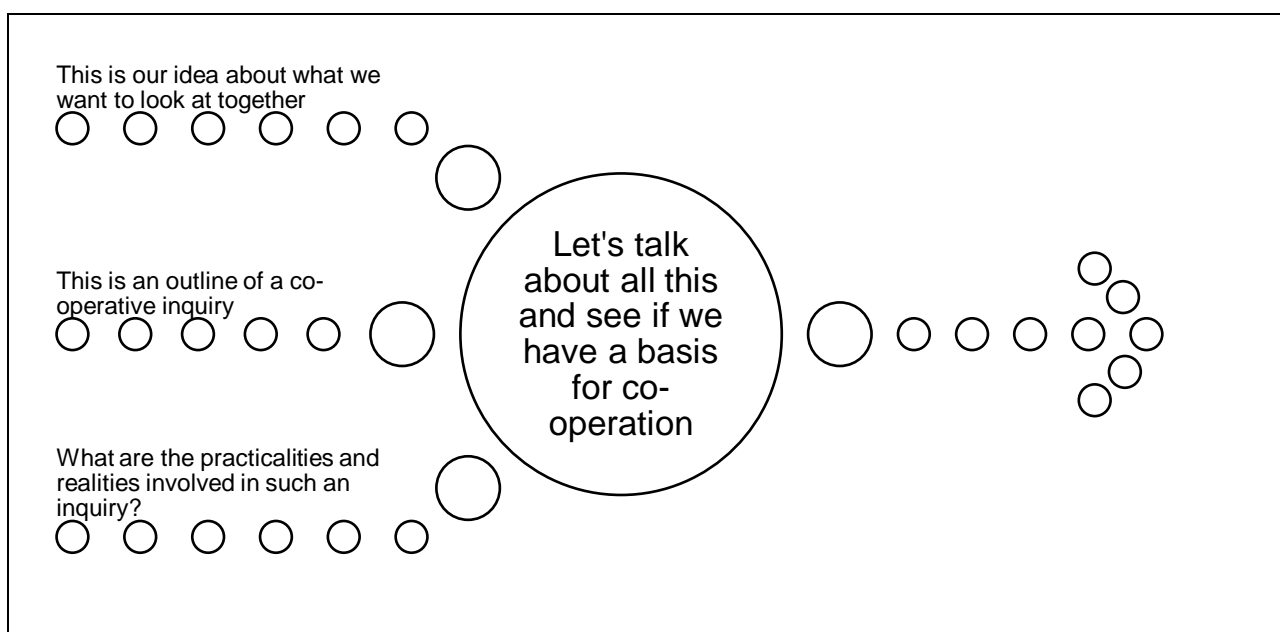 This is our idea about what we
want to look at together
This is an outline of a co-
operative inquiry
What are the practicalities and
realities involved in such an
inquiry?
Let's talk
about all this
and see if we
have a basis
for co-
operation